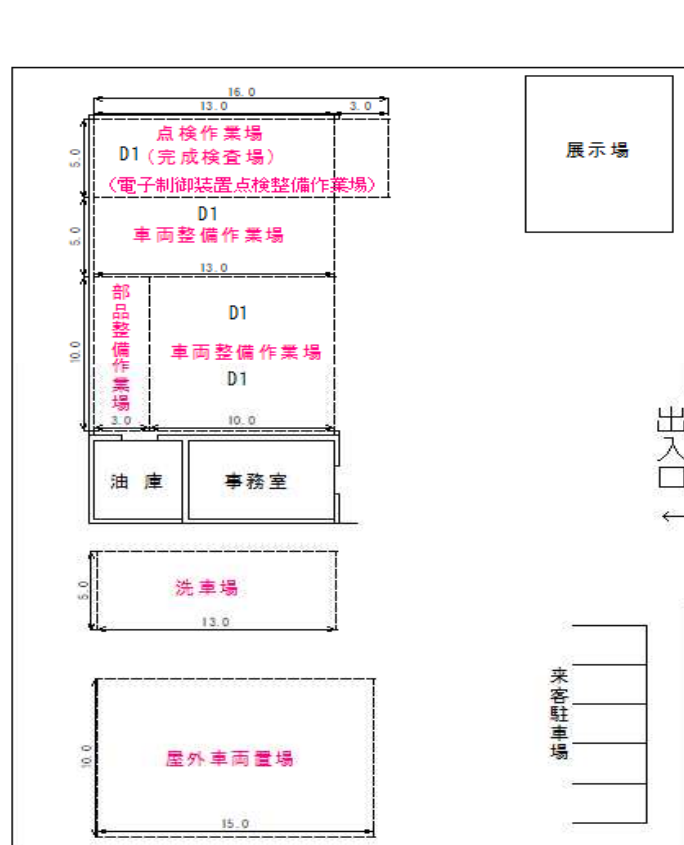 16.0
13.0
3.0
点検作業場
D1(完成検査場)
(電子制御装置点検整備作業場)
5.0
展示場
D1
車両整備作業場
5.0
13.0
部品整備作業場
D1
車両整備作業場
D1
10.0
3.0
10.0
油庫
事務室
出入口
←
洗車場
5.0
13.0
来客駐車場
屋外車両置場
10.0
15.0